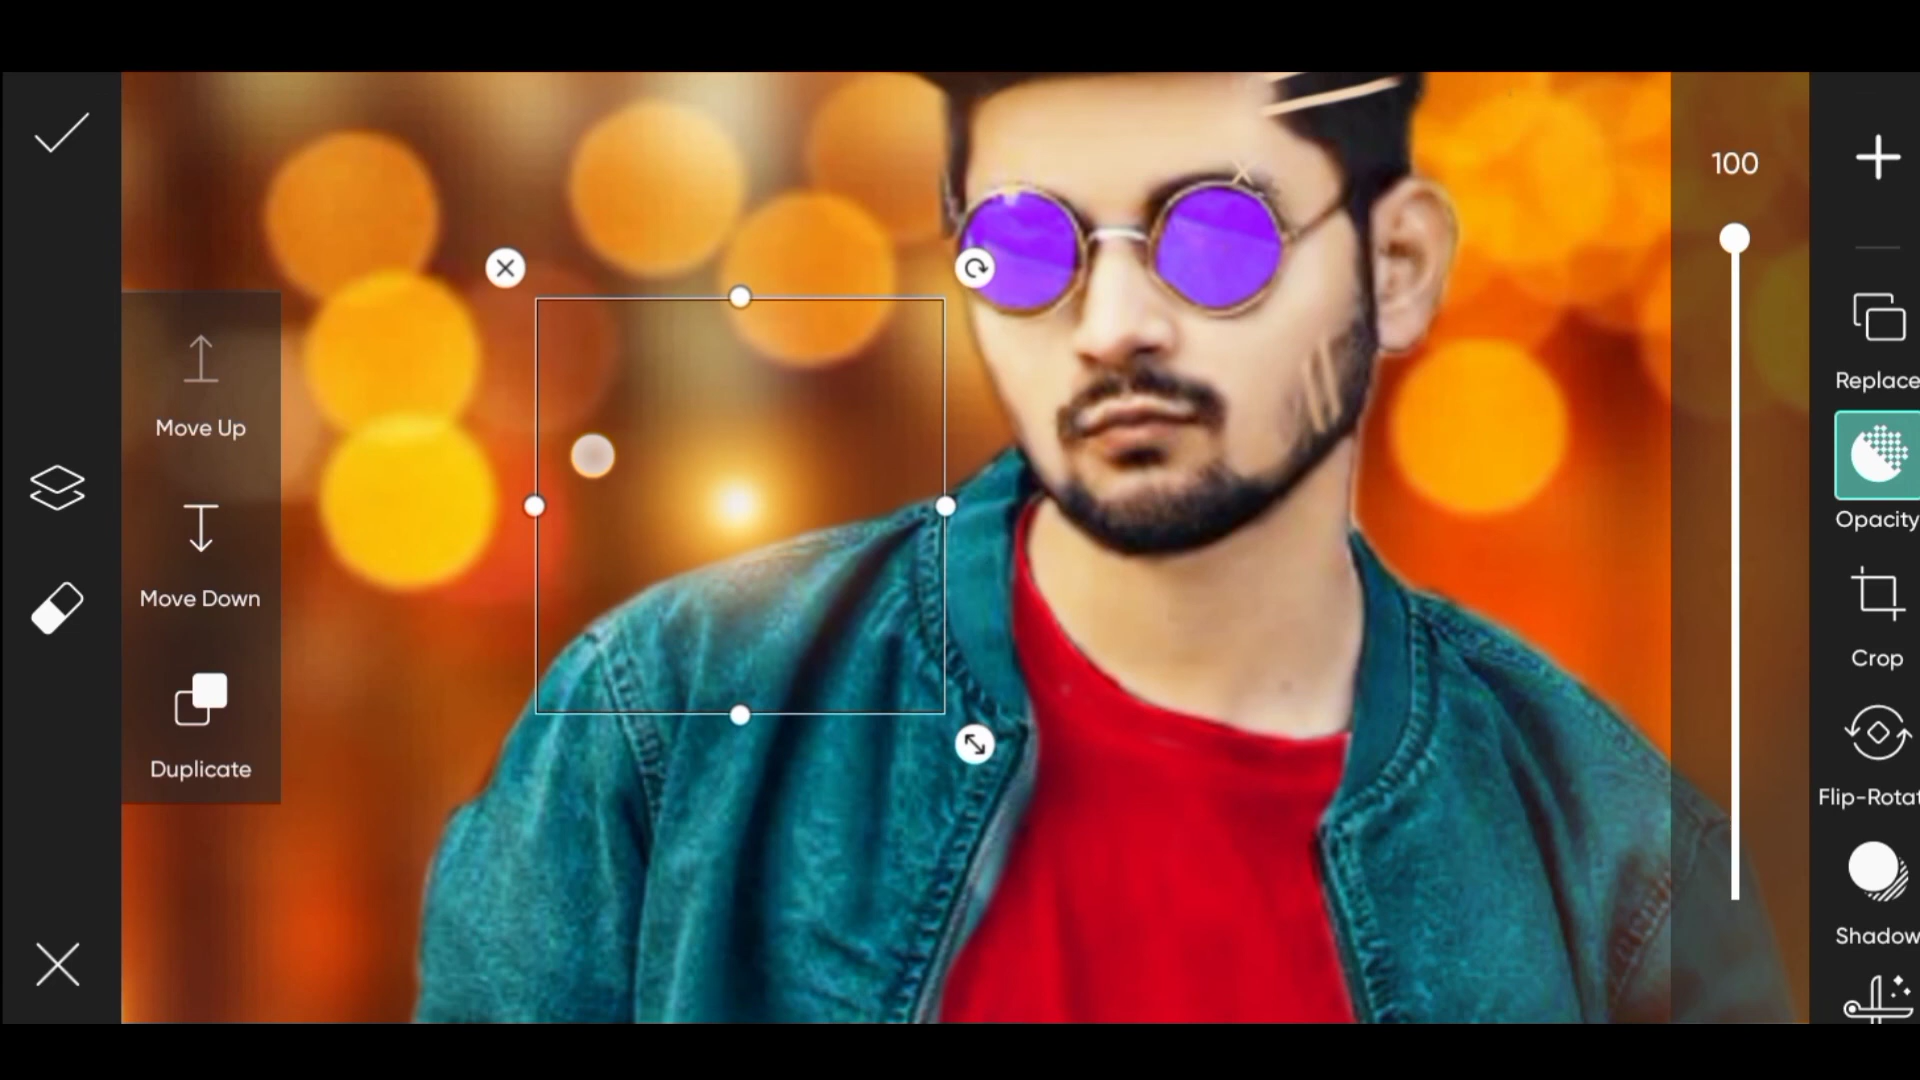 100
Replace
Move Up
Opacity
Move Down
Crop
Duplicate
Flip-Rotat
Shadow